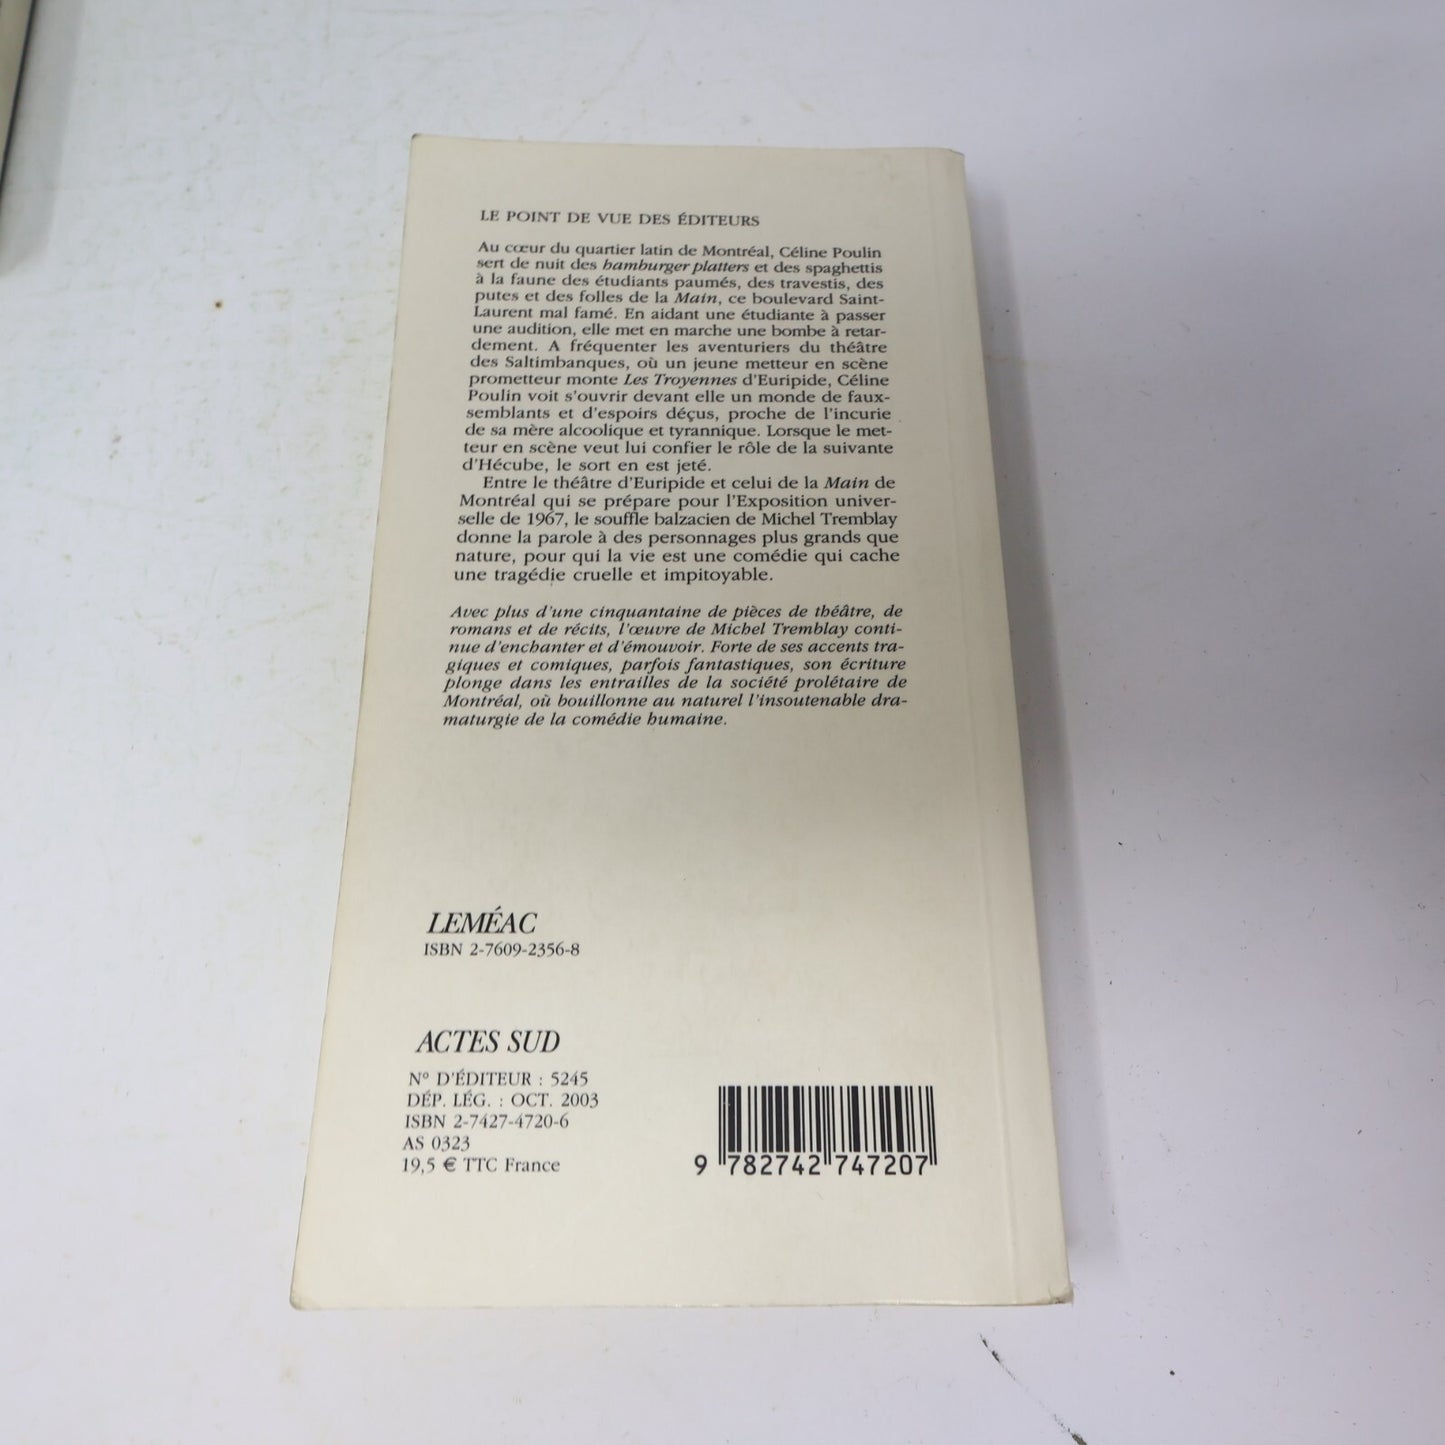 LE POINT DE VUE DES ÉDITEURS
Au cœur du quartier latin de Montréal, Céline Poulin
sert de nuit des hamburger platters et des spaghettis
à la faune des étudiants paumés, des travestis, des
putes et des folles de la Main, ce boulevard Saint-
Laurent mal famé. En aidant une étudiante à passer
une audition, elle met en marche une bombe à retar-
dement. A fréquenter les aventuriers du théâtre
des Saltimbanques, où un jeune metteur en scène
prometteur monte Les Troyennes d'Euripide, Céline
Poulin voit s'ouvrir devant elle un monde de faux-
semblants et d'espoirs déçus, proche de l'incurie
de sa mère alcoolique et tyrannique. Lorsque le met-
teur en scène veut lui confier le rôle de la suivante
d'Hécube, le sort en est jeté.
Entre le théâtre d'Euripide et celui de la Main de
Montréal qui se prépare pour l'Exposition univer-
selle de 1967, le souffle balzacien de Michel Tremblay
donne la parole à des personnages plus grands que
nature, pour qui la vie est une comédie qui cache
une tragédie cruelle et impitoyable.
Avec plus d'une cinquantaine de pièces de théâtre, de
romans et de récits, l'œuvre de Michel Tremblay conti-
nue d'enchanter et d'émouvoir. Forte de ses accents tra-
giques et comiques, parfois fantastiques, son écriture
plonge dans les entrailles de la société prolétaire de
Montréal, où bouillonne au naturel l'insoutenable dra-
maturgie de la comédie humaine.
LEMÉAC
ISBN 2-7609-2356-8
ACTES SUD
N° D'ÉDITEUR : 5245
DÉP. LÉG. : OCT. 2003
ISBN 2-7427-4720-6
AS 0323
19,5 € TTC France
9 782742 747207